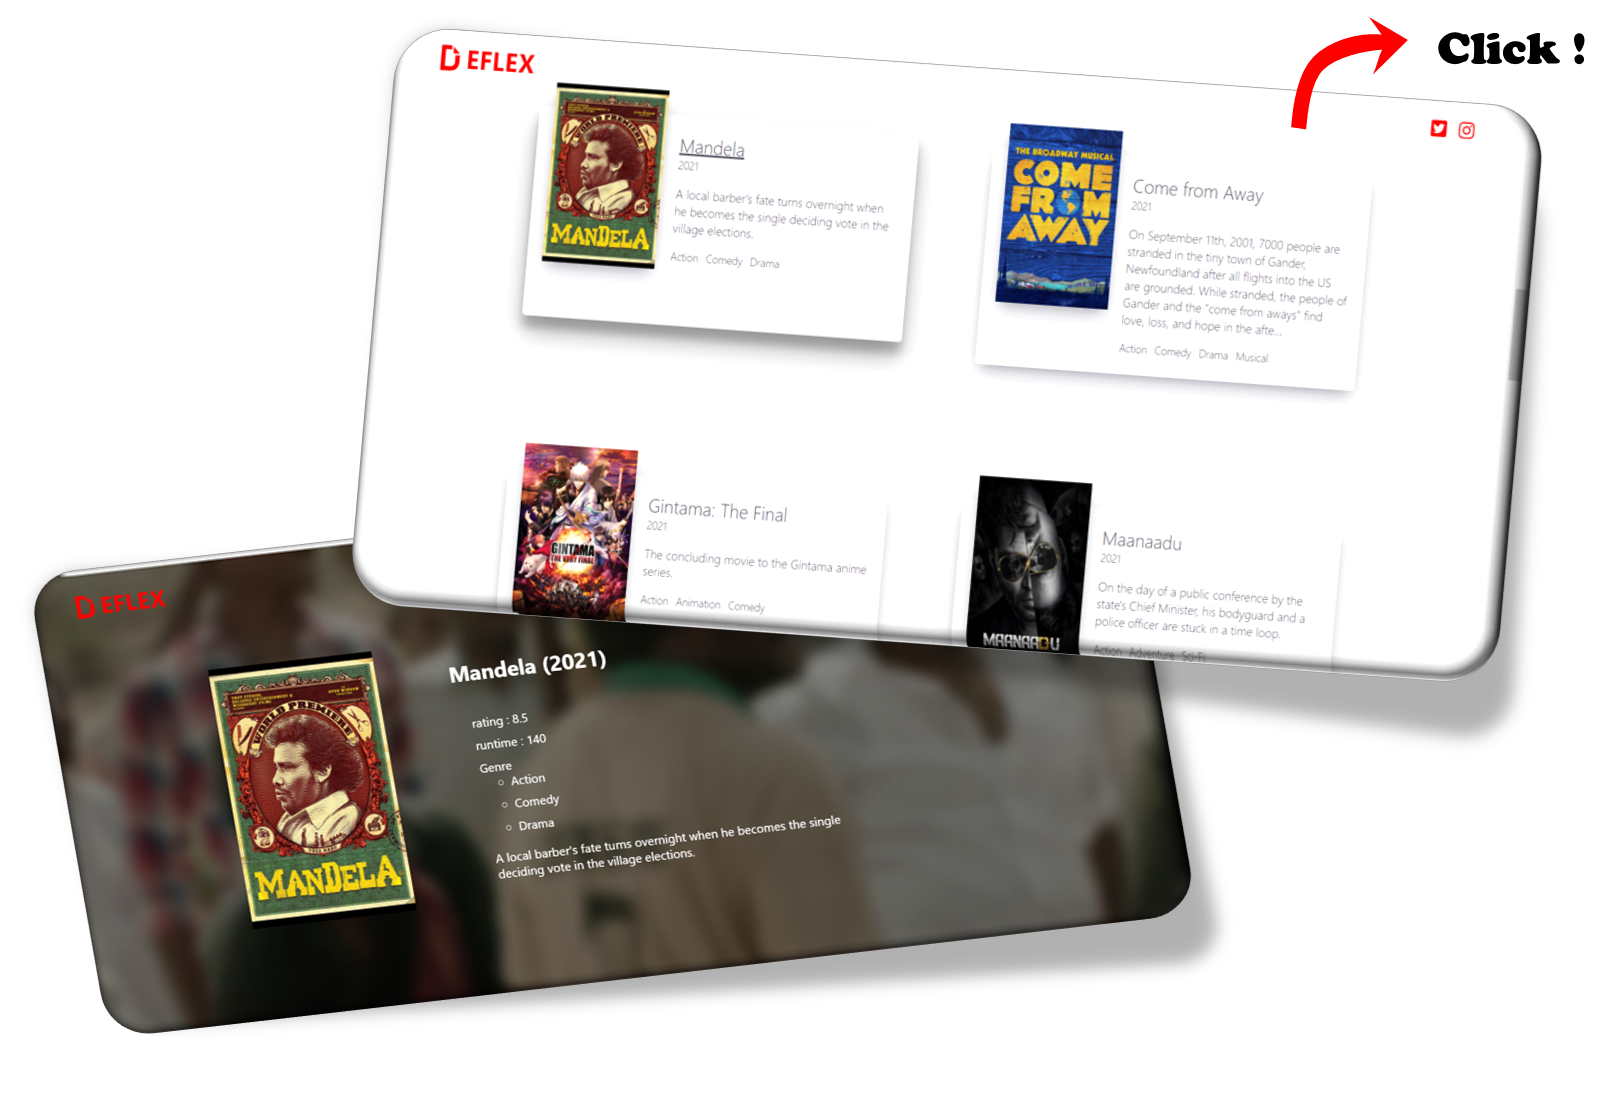 Click !
DEFLEX
WORLD PREMIERE
MANDELA
Mandela
2021
A local barber's fate turns overnight when
he becomes the single deciding vote in the
village elections.
Action Comedy Drama
THE BROADWAY MUSICAL
COME
FROM
AWAY
Come from Away
2021
On September 11th, 2001, 7000 people are
stranded in the tiny town of Gander,
Newfoundland after all flights into the US
are grounded. While stranded, the people of
Gander and the "come from aways" find
love, loss, and hope in the afte...
Action Comedy Drama Musical
GINTAMA
THE VERY FINAL
Gintama: The Final
2021
The concluding movie to the Gintama anime
series.
Action Animation Comedy
MAANAADU
Maanaadu
2021
On the day of a public conference by the
state's Chief Minister, his bodyguard and a
police officer are stuck in a time loop.
Action Adventure Sci-Fi
DEFLEX
WORLD PREMIERE
MANDELA
Mandela (2021)
rating : 8.5
runtime : 140
Genre
Action
Comedy
Drama
A local barber's fate turns overnight when he becomes the single
deciding vote in the village elections.